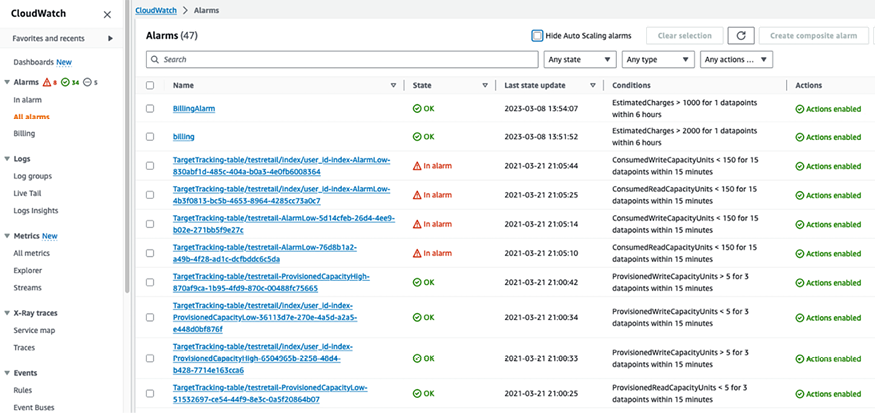 CloudWatch
Favorites and recents
Dashboards New
Alarms 8 34 5
In alarm
All alarms
Billing
Logs
Log groups
Live Tail
Logs Insights
Metrics New
All metrics
Explorer
Streams
X-Ray traces
Service map
Traces
Events
Rules
Event Buses
CloudWatch > Alarms
Alarms (47)
Hide Auto Scaling alarms
Clear selection
Create composite alarm
Search
Any state
Any type
Any actions ...
Name State Last state update Conditions Actions
BillingAlarm OK 2023-03-08 13:54:07 EstimatedCharges > 1000 for 1 datapoints Actions enabled
within 6 hours
billing OK 2023-03-08 13:51:52 EstimatedCharges > 2000 for 1 datapoints Actions enabled
within 6 hours
TargetTracking-table/testretail/index/user_id-index-AlarmLow- In alarm 2021-03-21 21:05:44 ConsumedWriteCapacityUnits < 150 for 15 Actions enabled
830abf1d-485c-404a-b0a3-4e0fb6008364 datapoints within 15 minutes
TargetTracking-table/testretail/index/user_id-index-AlarmLow- In alarm 2021-03-21 21:05:25 ConsumedReadCapacityUnits < 150 for 15 Actions enabled
4b3f0813-bc5b-4653-8964-4285cc73a0c7 datapoints within 15 minutes
TargetTracking-table/testretail-AlarmLow-5d14cfeb-26d4-4ee9- In alarm 2021-03-21 21:05:14 ConsumedWriteCapacityUnits < 150 for 15 Actions enabled
b02e-271bb5f9e27c datapoints within 15 minutes
TargetTracking-table/testretail-AlarmLow-76d8b1a2- In alarm 2021-03-21 21:05:10 ConsumedReadCapacityUnits < 150 for 15 Actions enabled
a49b-4f28-ad1c-dcfbddc6c5da datapoints within 15 minutes
TargetTracking-table/testretail-ProvisionedCapacityHigh- OK 2021-03-21 21:00:42 ProvisionedWriteCapacityUnits > 5 for 3 Actions enabled
870af9ca-1b95-4fd9-870c-00488fc75665 datapoints within 15 minutes
TargetTracking-table/testretail/index/user_id-index-
ProvisionedCapacityLow-36113d7e-270e-4a5d-a2a5- OK 2021-03-21 21:00:34 ProvisionedWriteCapacityUnits < 5 for 3 Actions enabled
e448d0bf876f datapoints within 15 minutes
TargetTracking-table/testretail/index/user_id-index-
ProvisionedCapacityHigh-6504965b-2258-48d4- OK 2021-03-21 21:00:33 ProvisionedWriteCapacityUnits > 5 for 3 Actions enabled
b428-7714e163cca6 datapoints within 15 minutes
TargetTracking-table/testretail-ProvisionedCapacityLow- OK 2021-03-21 21:00:25 ProvisionedReadCapacityUnits < 5 for 3 Actions enabled
51532697-ce54-44f9-8e3c-0a5f20864b07 datapoints within 15 minutes